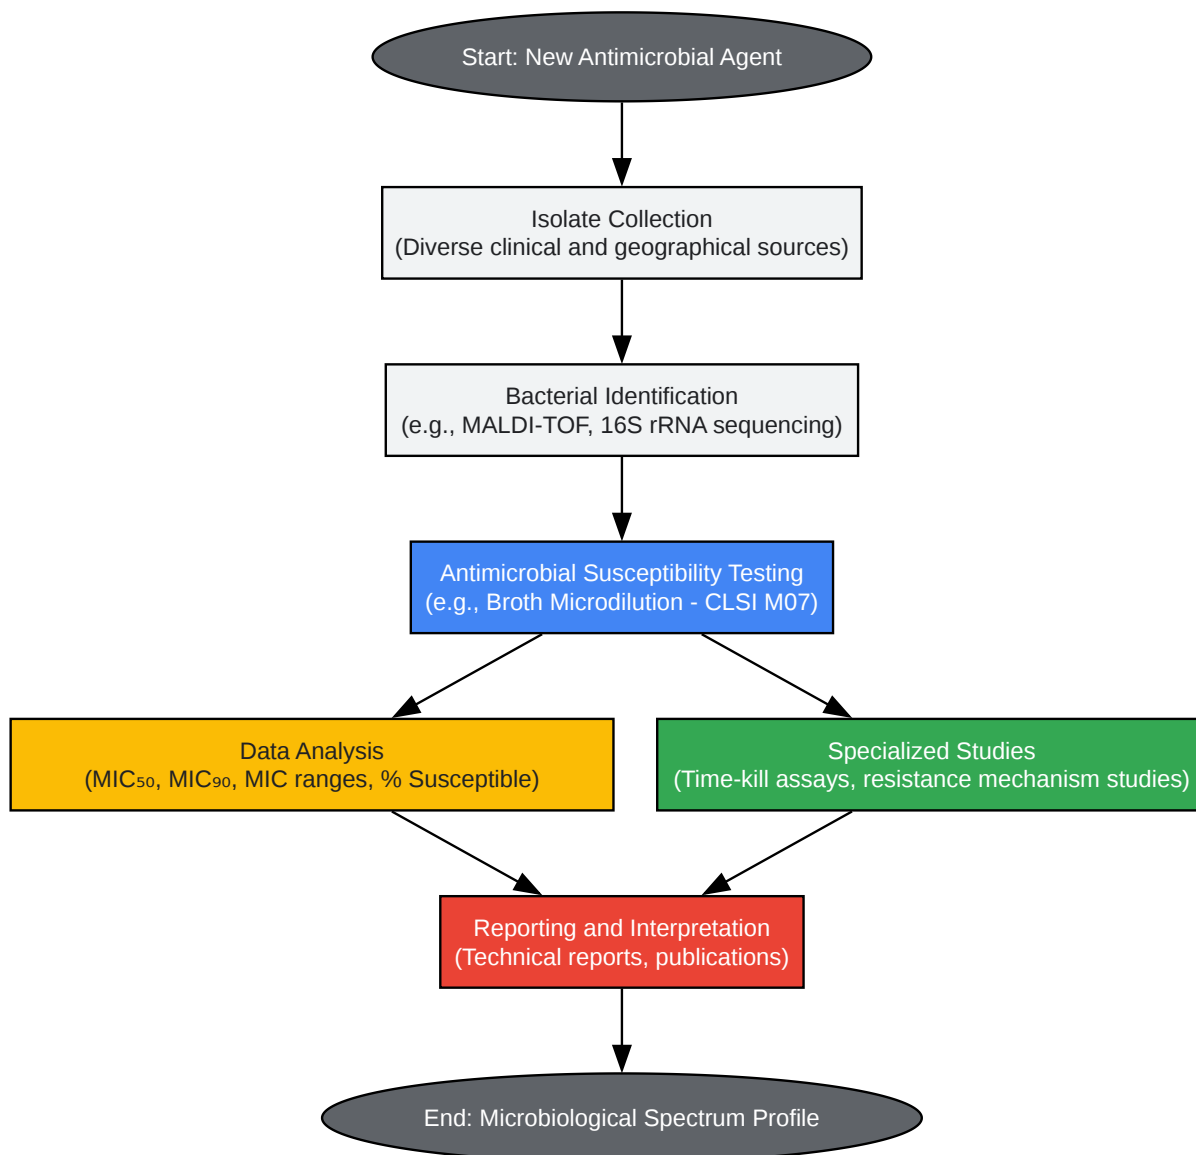 Start: New Antimicrobial Agent
Isolate Collection
(Diverse clinical and geographical sources)
Bacterial Identification
(e.g., MALDI-TOF, 16S rRNA sequencing)
Antimicrobial Susceptibility Testing
(e.g., Broth Microdilution - CLSI M07)
Data Analysis
(MIC₅₀, MIC₉₀, MIC ranges, % Susceptible)
Specialized Studies
(Time-kill assays, resistance mechanism studies)
Reporting and Interpretation
(Technical reports, publications)
End: Microbiological Spectrum Profile